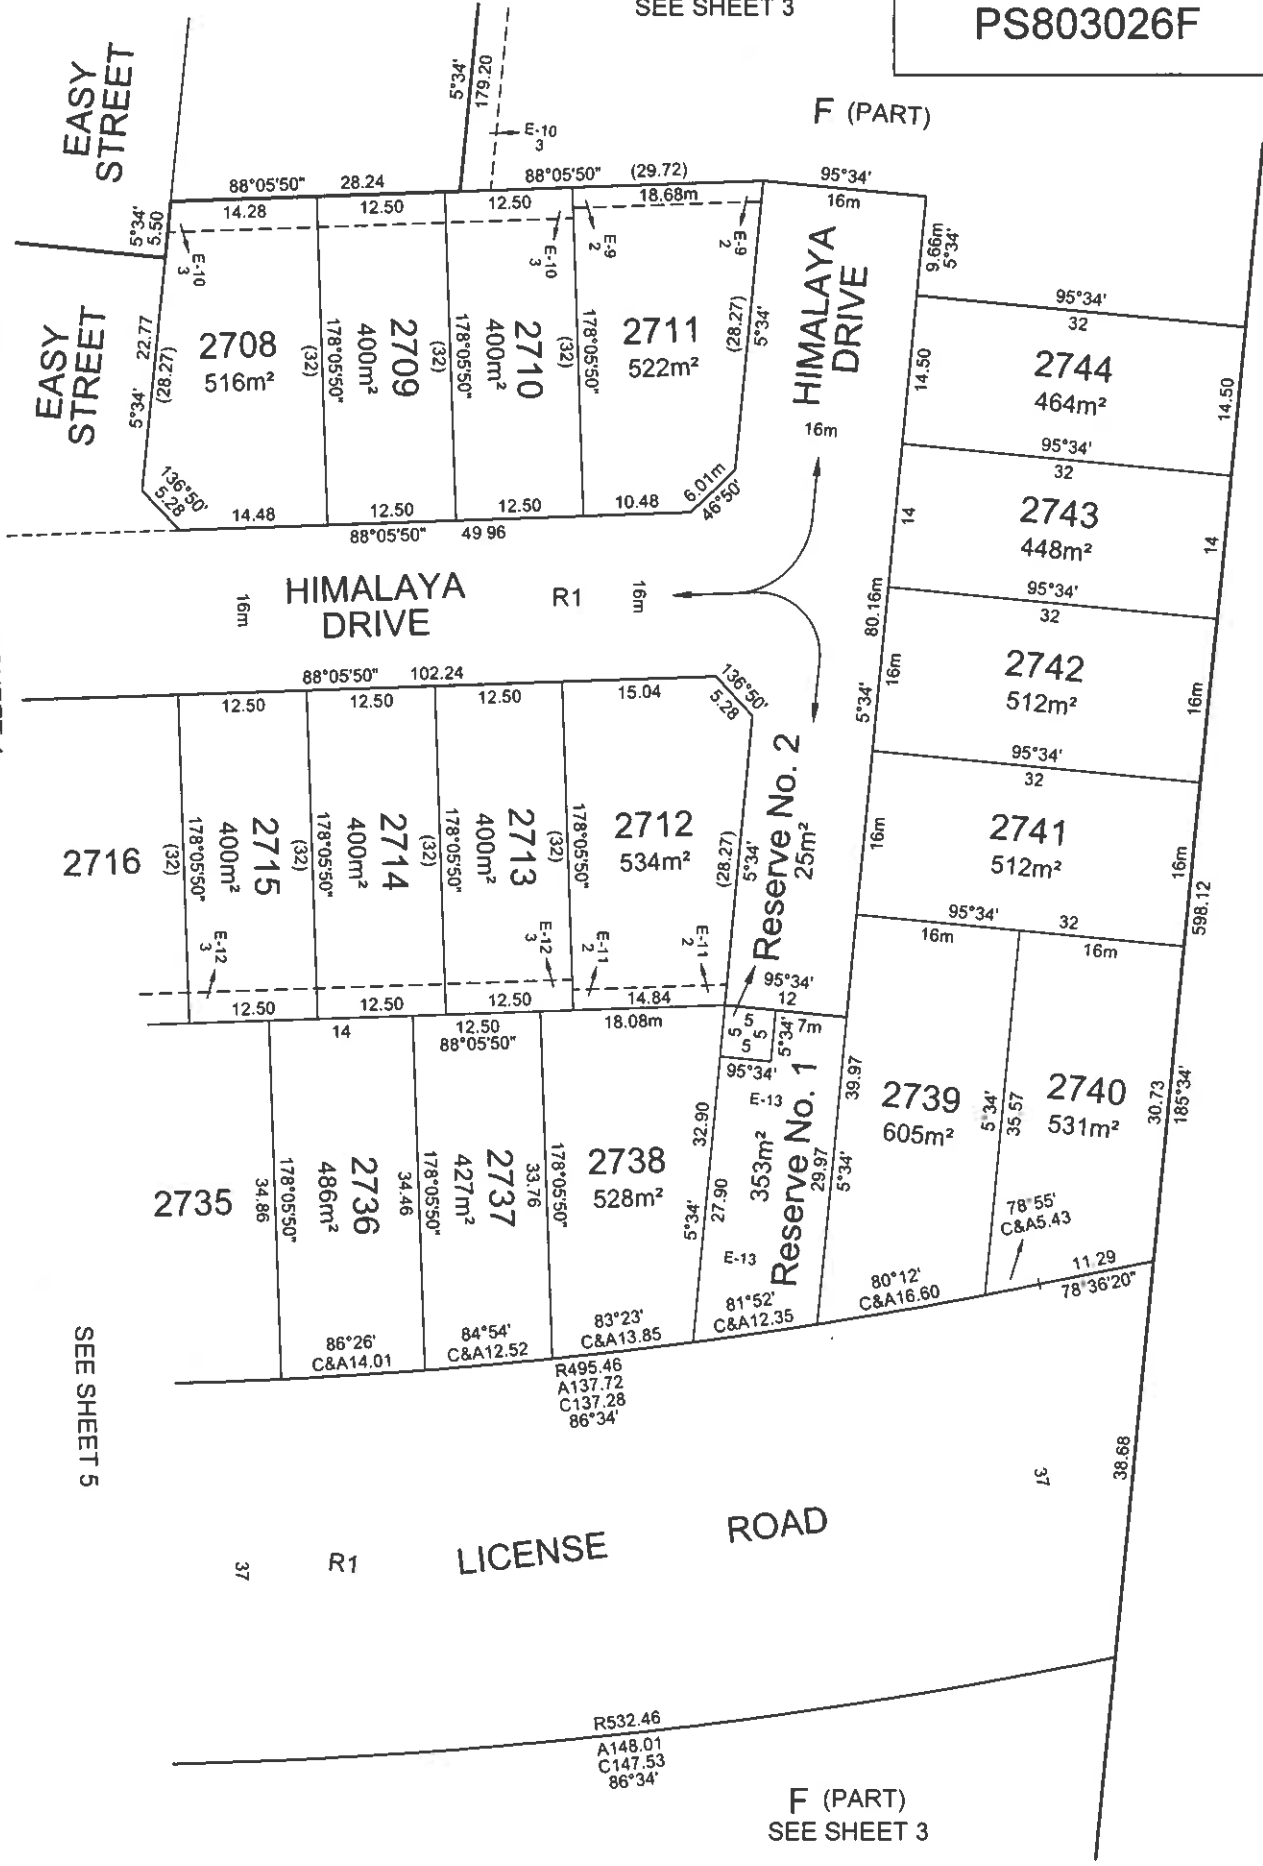 SEE SHEET 3
PS803026F
EASY
STREET
5°34'
179.20
E-10
3
F (PART)
88°05'50"
28.24
88°05'50"
(29.72)
95°34'
16m
14.28
12.50
12.50
18.68m
5°34'
5.50
E-10
3
E-10
3
E-9
2
E-9
2
9.66m
5°34'
EASY
STREET
5°34'
22.77
(28.27)
2708
516m²
(32)
178°05'50"
2709
400m²
(32)
178°05'50"
2710
400m²
(32)
178°05'50"
2711
522m²
(28.27)
5°34'
HIMALAYA
DRIVE
16m
95°34'
32
14.50
2744
464m²
14.50
95°34'
32
136°50'
5.28
14.48
12.50
12.50
10.48
6.01m
46°50'
88°05'50"
49 96
14
2743
448m²
14
95°34'
32
16m
HIMALAYA
DRIVE
R1
16m
80.16m
5°34'
16m
2742
512m²
16m
88°05'50"
102.24
12.50
12.50
12.50
15.04
136°50'
5.28
95°34'
32
2716
(32)
178°05'50"
2715
400m²
(32)
178°05'50"
2714
400m²
(32)
178°05'50"
2713
400m²
(32)
178°05'50"
2712
534m²
(28.27)
5°34'
Reserve No. 2
25m²
16m
2741
512m²
16m
598.12
95°34'
32
16m
16m
E-12
3
E-12
3
E-11
2
E-11
2
12.50
12.50
12.50
14.84
95°34'
12
14
12.50
88°05'50"
18.08m
5
5
5
5
5°34'
7m
95°34'
E-13
2735
34.86
178°05'50"
2736
486m²
34.46
178°05'50"
2737
427m²
33.76
178°05'50"
2738
528m²
32.90
5°34'
27.90
353m²
Reserve No. 1
E-13
39.97
29.97
5°34'
2739
605m²
5°34'
35.57
2740
531m²
30.73
185°34'
78°55'
C&A5.43
11.29
78°36'20"
86°26'
C&A14.01
84°54'
C&A12.52
83°23'
C&A13.85
81°52'
C&A12.35
80°12'
C&A16.60
R495.46
A137.72
C137.28
86°34'
SEE SHEET 5
37
R1
LICENSE ROAD
37
38.68
R532.46
A148.01
C147.53
86°34'
F (PART)
SEE SHEET 3